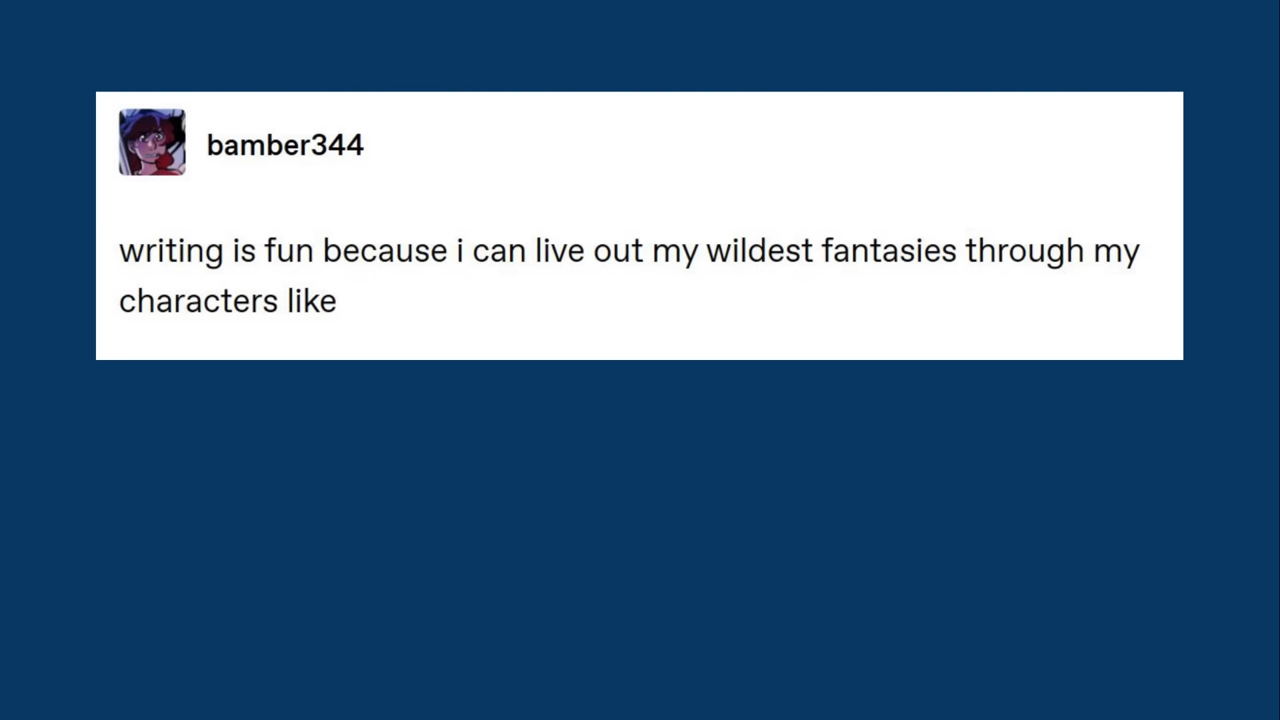 bamber344
writing is fun because i can live out my wildest fantasies through my
characters like